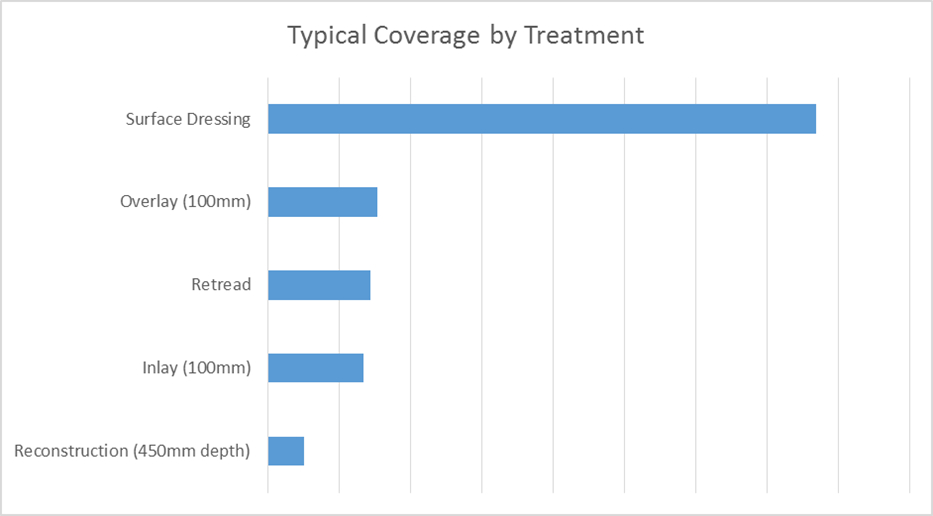 Typical Coverage by Treatment
Surface Dressing
Overlay (100mm)
Retread
Inlay (100mm)
Reconstruction (450mm depth)